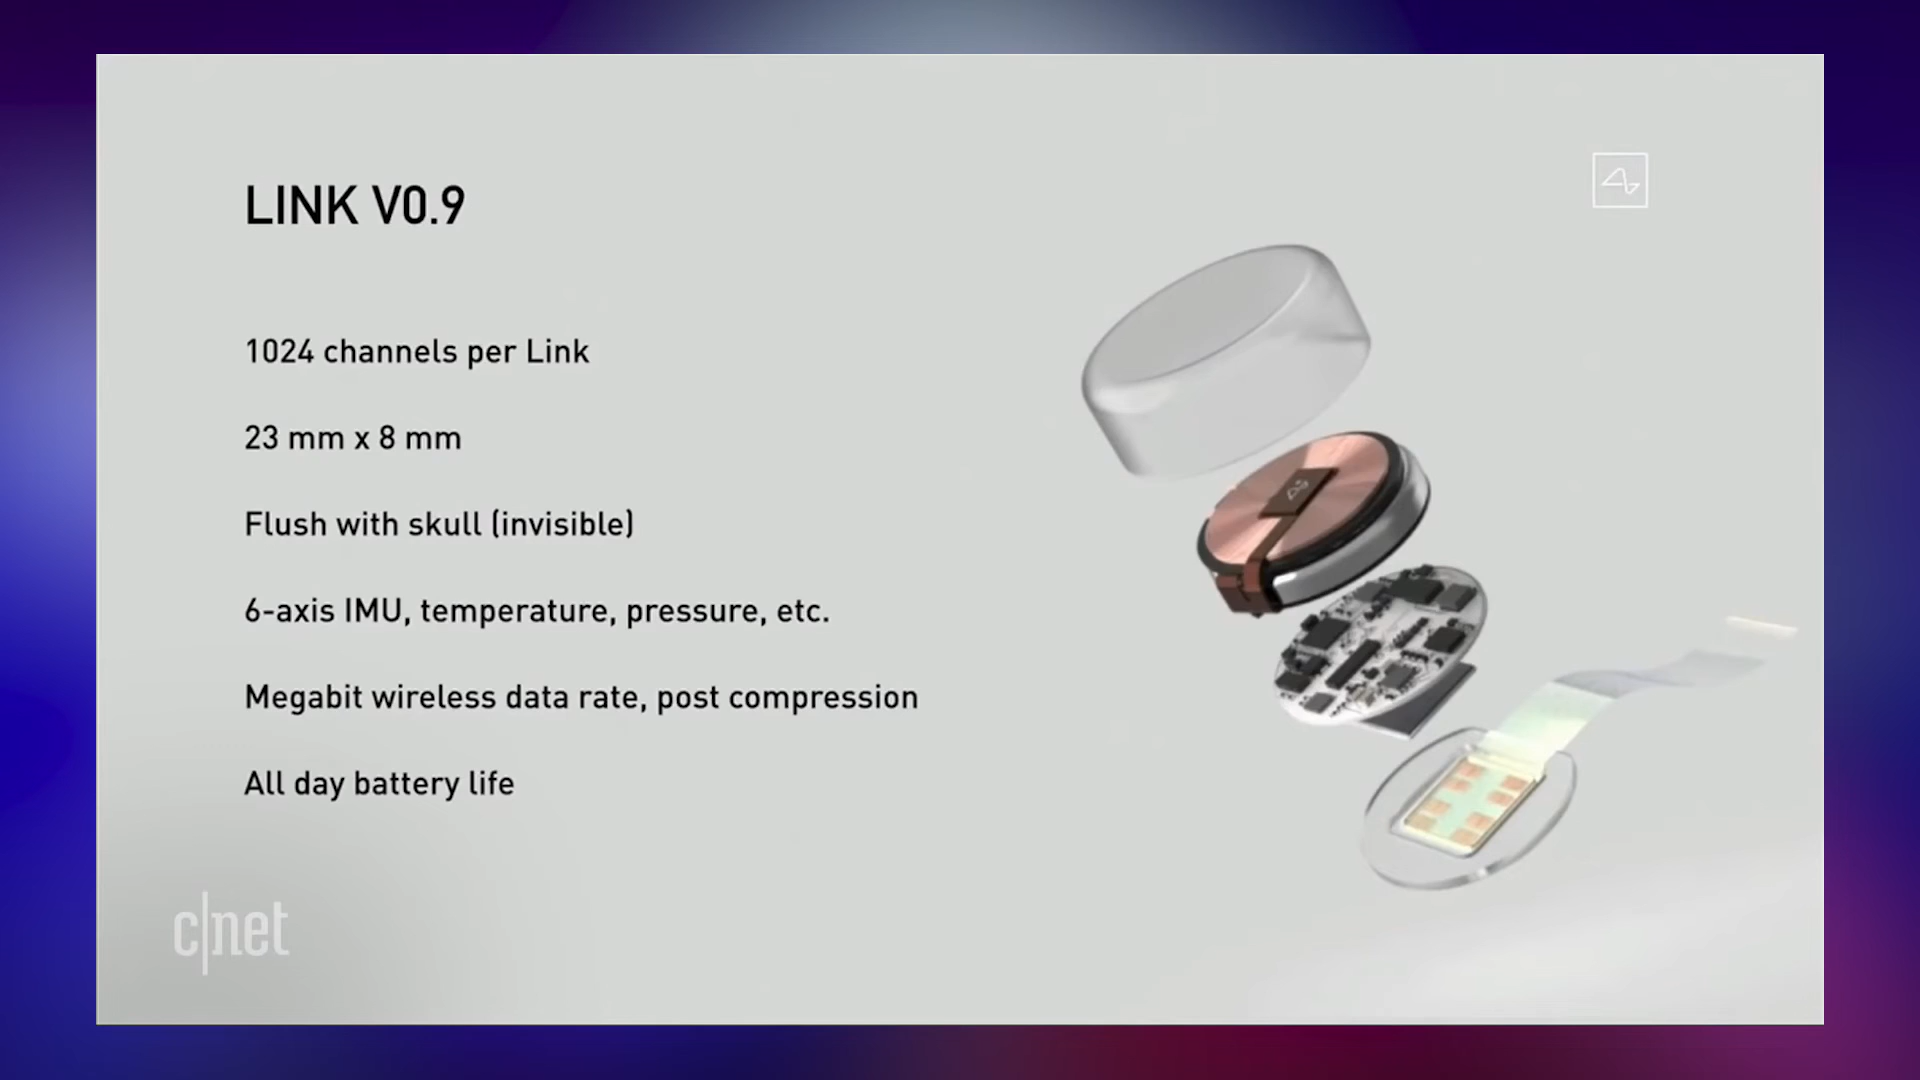 LINK V0.9
1024 channels per Link
23 mm x 8 mm
Flush with skull (invisible)
6-axis IMU, temperature, pressure, etc.
Megabit wireless data rate, post compression
All day battery life
c|net